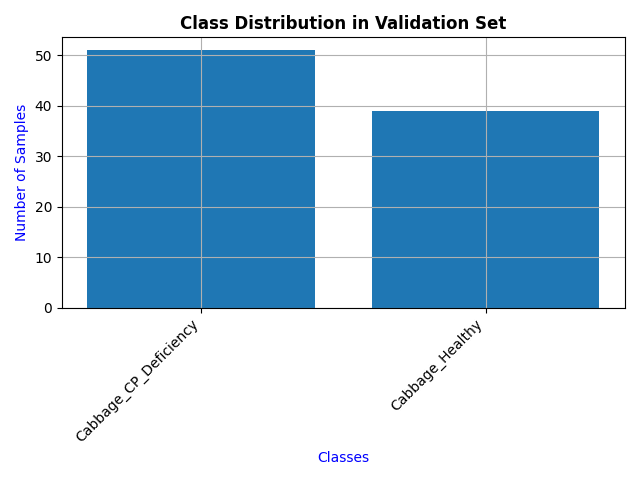 Class Distribution in Validation Set
Number of Samples
50
40
30
20
10
0
Cabbage_CP_Deficiency
Cabbage_Healthy
Classes